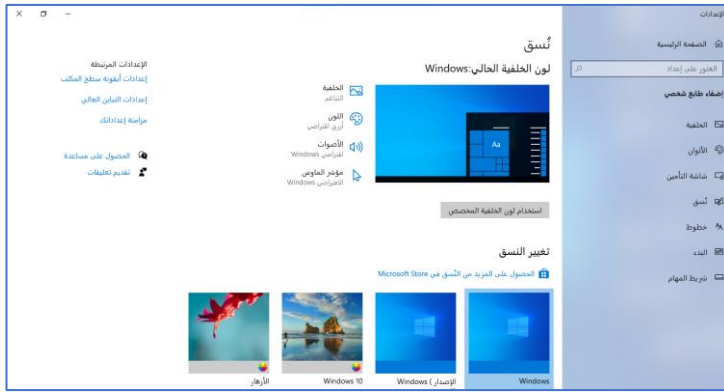 الإعدادات
الصفحة الرئيسية
العثور على إعداد
إضفاء طابع شخصي
الخلفية
الألوان
شاشة التأمين
نُسق
خطوط
البدء
شريط المهام
نُسق
لون الخلفية الحالي:Windows
Aa
الخلفية
التناغم
اللون
أزرق افتراضي
الأصوات
افتراضي Windows
مؤشر الماوس
الافتراضي Windows
استخدام لون الخلفية المخصص
تغيير النسق
الحصول على المزيد من النُسق في Microsoft Store
Windows
الإصدار ) Windows
Windows 10
الأزهار
الإعدادات المرتبطة
إعدادات أيقونة سطح المكتب
إعدادات التباين العالي
مزامنة إعداداتك
الحصول على مساعدة
تقديم تعليقات